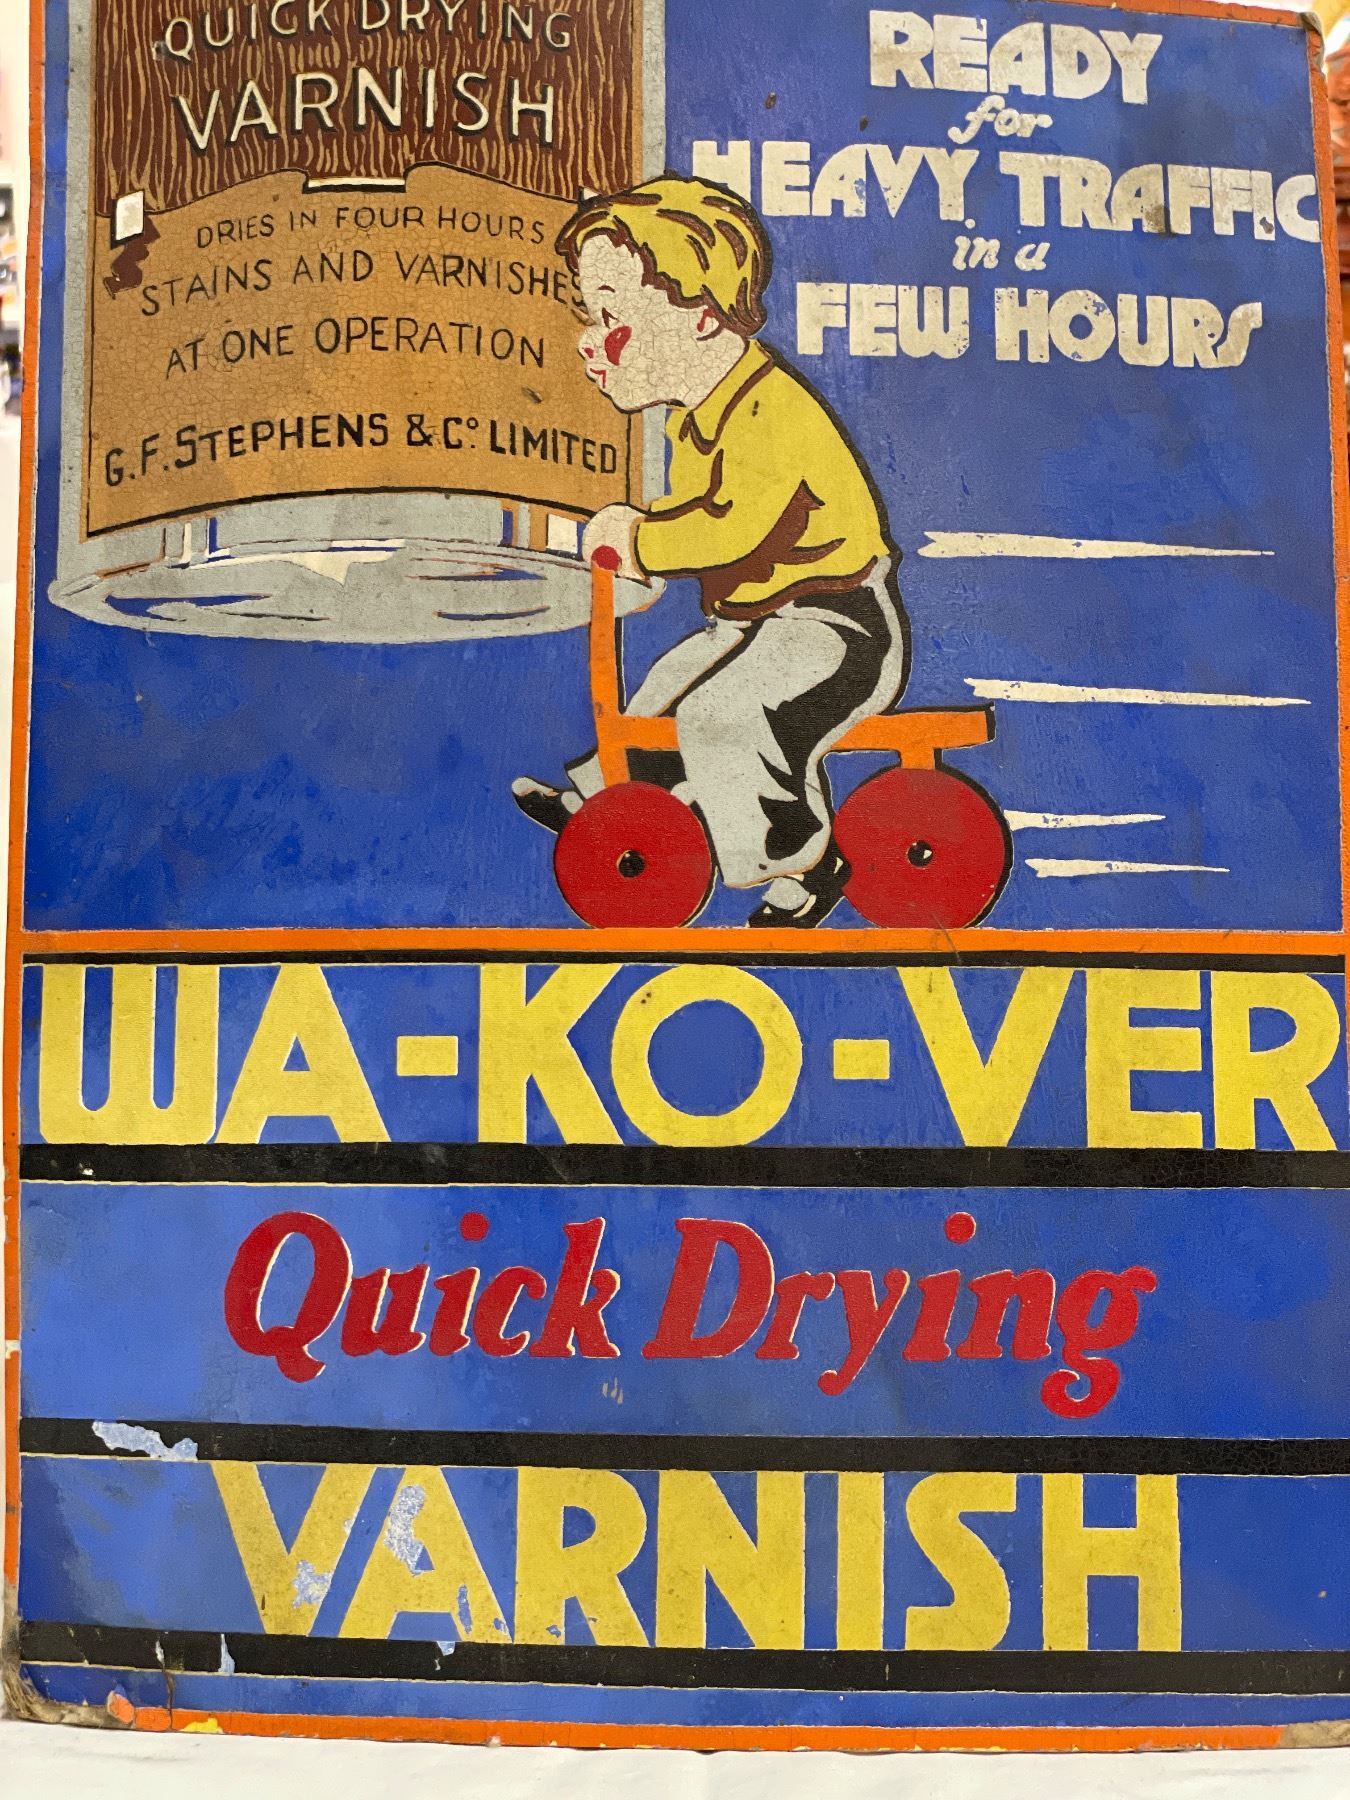 QUICK DRYING
VARNISH
DRIES IN FOUR HOURS
STAINS AND VARNISHES
AT ONE OPERATION
G.F. STEPHENS & Cº LIMITED
READY
for
HEAVY TRAFFIC
in a
FEW HOURS
WA-KO-VER
Quick Drying
VARNISH